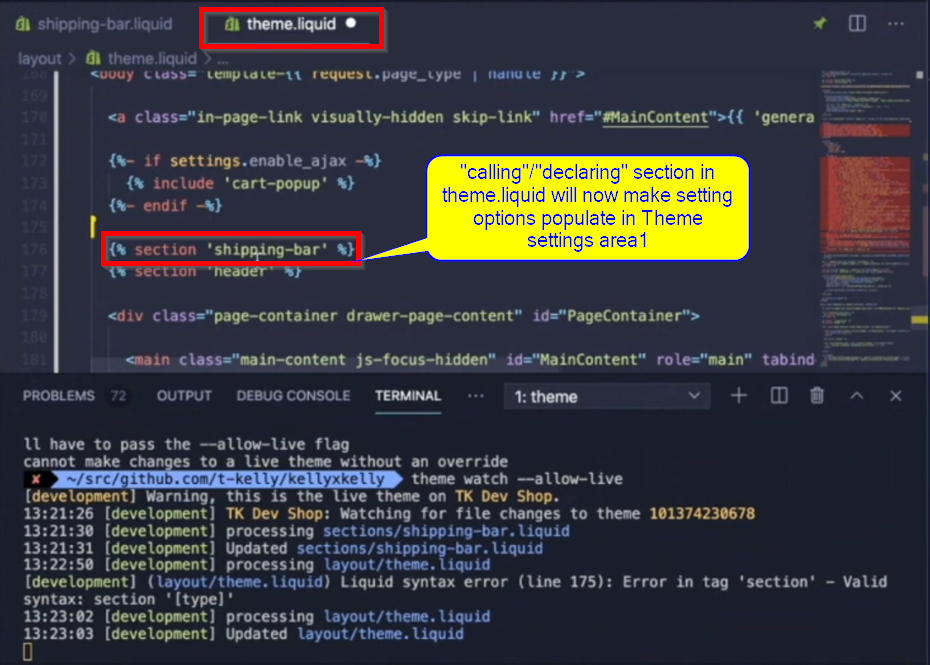 shipping-bar.liquid theme.liquid
layout > theme.liquid > ...
168 <body class="template-{{ request.page_type | handle }}">
169
170 <a class="in-page-link visually-hidden skip-link" href="#MainContent">{{ 'genera
171
172 {%- if settings.enable_ajax -%}
173 {% include 'cart-popup' %}
174 {%- endif -%}
175
176 {% section 'shipping-bar' %}
177 {% section 'header' %}
178
179 <div class="page-container drawer-page-content" id="PageContainer">
180
181 <main class="main-content js-focus-hidden" id="MainContent" role="main" tabind
"calling"/"declaring" section in
theme.liquid will now make setting
options populate in Theme
settings area1
PROBLEMS 72 OUTPUT DEBUG CONSOLE TERMINAL ... 1: theme
ll have to pass the --allow-live flag
cannot make changes to a live theme without an override
✘ ~/src/github.com/t-kelly/kellyxkelly theme watch --allow-live
[development] Warning, this is the live theme on TK Dev Shop.
13:21:26 [development] TK Dev Shop: Watching for file changes to theme 101374230678
13:21:30 [development] processing sections/shipping-bar.liquid
13:21:31 [development] Updated sections/shipping-bar.liquid
13:22:50 [development] processing layout/theme.liquid
[development] (layout/theme.liquid) Liquid syntax error (line 175): Error in tag 'section' - Valid
syntax: section '[type]'
13:23:02 [development] processing layout/theme.liquid
13:23:03 [development] Updated layout/theme.liquid